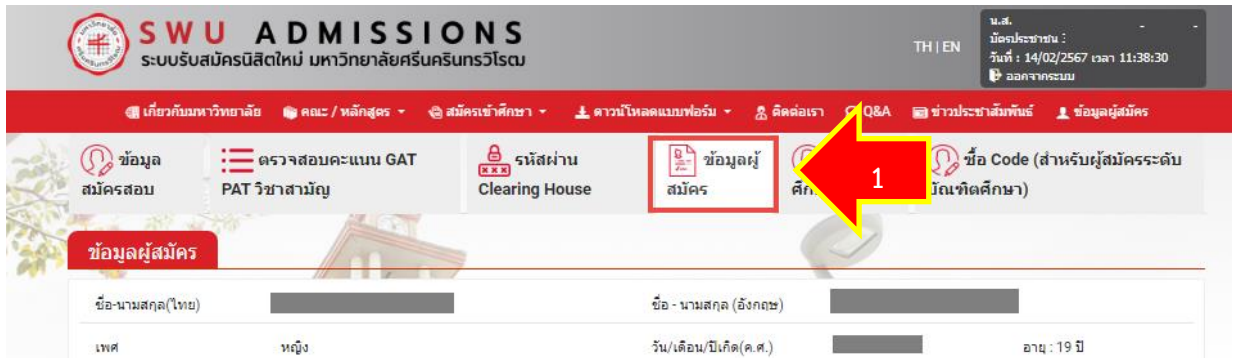 SWU ADMISSIONS
ระบบรับสมัครนิสิตใหม่ มหาวิทยาลัยศรีนครินทรวิโรฒ
TH | EN
น.ส. - -
บัตรประชาชน :
วันที่ : 14/02/2567 เวลา 11:38:30
ออกจากระบบ
เกี่ยวกับมหาวิทยาลัย คณะ / หลักสูตร สมัครเข้าศึกษา ดาวน์โหลดแบบฟอร์ม ติดต่อเรา Q&A ข่าวประชาสัมพันธ์ ข้อมูลผู้สมัคร
ข้อมูล
สมัครสอบ
ตรวจสอบคะแนน GAT
PAT วิชาสามัญ
รหัสผ่าน
Clearing House
ข้อมูลผู้
สมัคร
1
ชื่อ Code (สำหรับผู้สมัครระดับ
บัณฑิตศึกษา)
ข้อมูลผู้สมัคร
ชื่อ-นามสกุล(ไทย) ชื่อ - นามสกุล (อังกฤษ)
เพศ หญิง วัน/เดือน/ปีเกิด(ค.ศ.) อายุ : 19 ปี